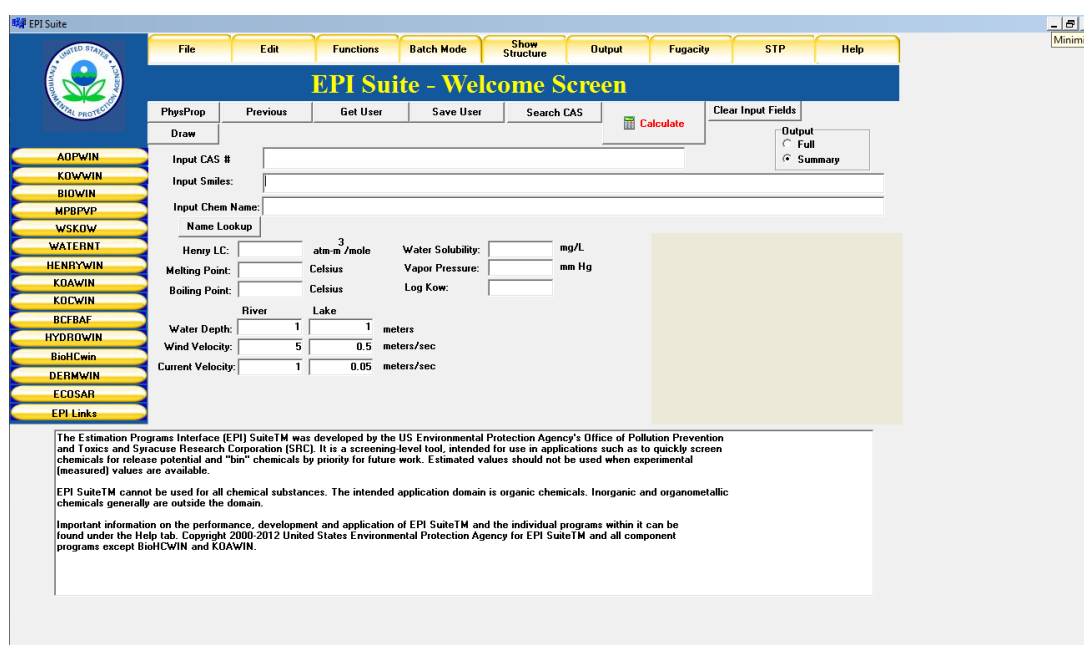 EPI Suite
Minimi
File Edit Functions Batch Mode Show Structure Output Fugacity STP Help
UNITED STATES ENVIRONMENTAL PROTECTION AGENCY
EPI Suite - Welcome Screen
PhysProp Previous Get User Save User Search CAS Calculate Clear Input Fields
Draw
Output
Full
Summary
AOPWIN
KOWWIN
BIOWIN
MPBPVP
WSKOW
WATERNT
HENRYWIN
KOAWIN
KOCWIN
BCFBAF
HYDROWIN
BioHCwin
DERMWIN
ECOSAR
EPI Links
Input CAS #
Input Smiles:
Input Chem Name:
Name Lookup
Henry LC: atm-m3/mole Water Solubility: mg/L
Melting Point: Celsius Vapor Pressure: mm Hg
Boiling Point: Celsius Log Kow:
River Lake
Water Depth: 1 1 meters
Wind Velocity: 5 0.5 meters/sec
Current Velocity: 1 0.05 meters/sec
The Estimation Programs Interface (EPI) SuiteTM was developed by the US Environmental Protection Agency's Office of Pollution Prevention
and Toxics and Syracuse Research Corporation (SRC). It is a screening-level tool, intended for use in applications such as to quickly screen
chemicals for release potential and "bin" chemicals by priority for future work. Estimated values should not be used when experimental
(measured) values are available.
EPI SuiteTM cannot be used for all chemical substances. The intended application domain is organic chemicals. Inorganic and organometallic
chemicals generally are outside the domain.
Important information on the performance, development and application of EPI SuiteTM and the individual programs within it can be
found under the Help tab. Copyright 2000-2012 United States Environmental Protection Agency for EPI SuiteTM and all component
programs except BioHCWIN and KOAWIN.